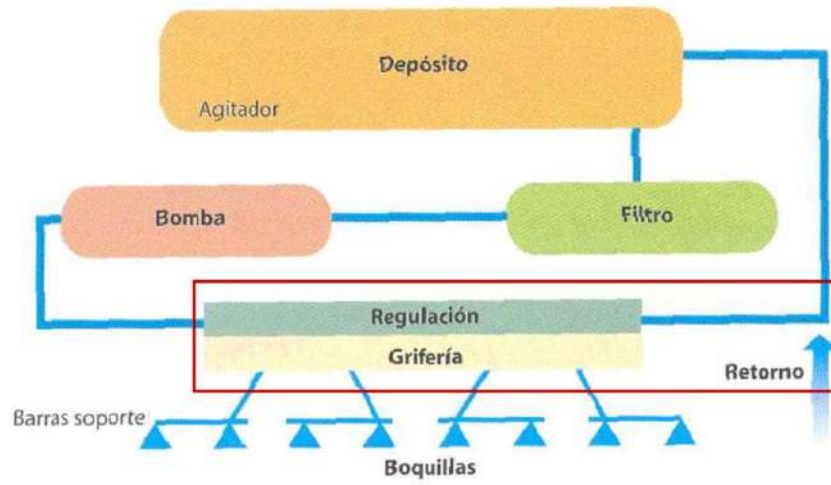 Depósito
Agitador
Bomba
Filtro
Regulación
Grifería
Retorno
Barras soporte
Boquillas